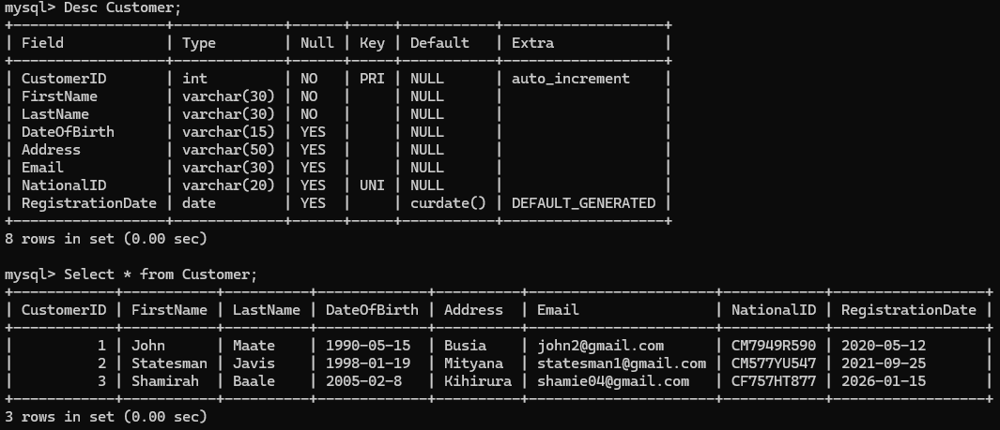 mysql> Desc Customer;
+------------------+-------------+------+-----+-----------+-------------------+
| Field            | Type        | Null | Key | Default   | Extra             |
+------------------+-------------+------+-----+-----------+-------------------+
| CustomerID       | int         | NO   | PRI | NULL      | auto_increment    |
| FirstName        | varchar(30) | NO   |     | NULL      |                   |
| LastName         | varchar(30) | NO   |     | NULL      |                   |
| DateOfBirth      | varchar(15) | YES  |     | NULL      |                   |
| Address          | varchar(50) | YES  |     | NULL      |                   |
| Email            | varchar(30) | YES  |     | NULL      |                   |
| NationalID       | varchar(20) | YES  | UNI | NULL      |                   |
| RegistrationDate | date        | YES  |     | curdate() | DEFAULT_GENERATED |
+------------------+-------------+------+-----+-----------+-------------------+
8 rows in set (0.00 sec)

mysql> Select * from Customer;
+------------+-----------+----------+-------------+----------+----------------------+-------------+------------------+
| CustomerID | FirstName | LastName | DateOfBirth | Address  | Email                | NationalID  | RegistrationDate |
+------------+-----------+----------+-------------+----------+----------------------+-------------+------------------+
|          1 | John      | Maate    | 1990-05-15  | Busia    | john2@gmail.com      | CM7949R590  | 2020-05-12       |
|          2 | Statesman | Javis    | 1998-01-19  | Mityana  | statesman1@gmail.com | CM577YU547  | 2021-09-25       |
|          3 | Shamirah  | Baale    | 2005-02-8   | Kihirura | shamie04@gmail.com   | CF757HT877  | 2026-01-15       |
+------------+-----------+----------+-------------+----------+----------------------+-------------+------------------+
3 rows in set (0.00 sec)